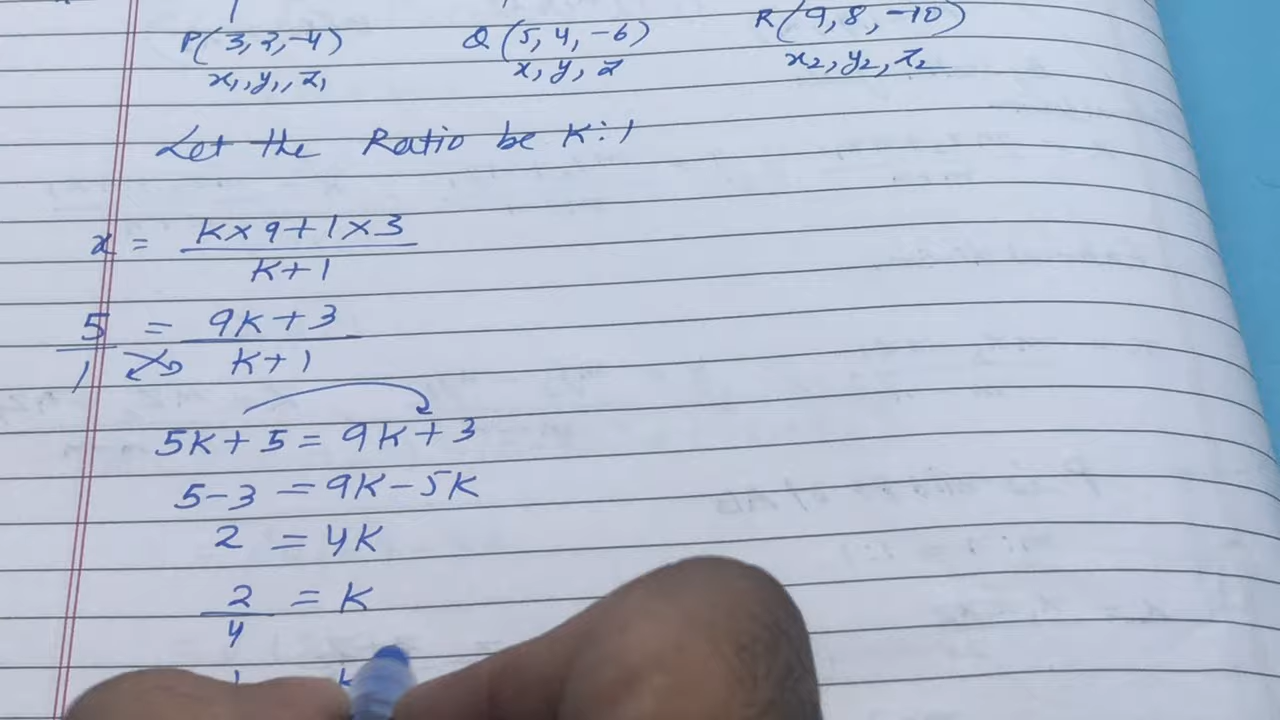 P(3,2,-4) Q(5,4,-6) R(9,8,-10)
x₁,y₁,z₁ x,y,z x₂,y₂,z₂
Let the Ratio be K:1
x = K×9+1×3 / K+1
5/1 = 9K+3 / K+1
5K+5 = 9K+3
5-3 = 9K-5K
2 = 4K
2/4 = K